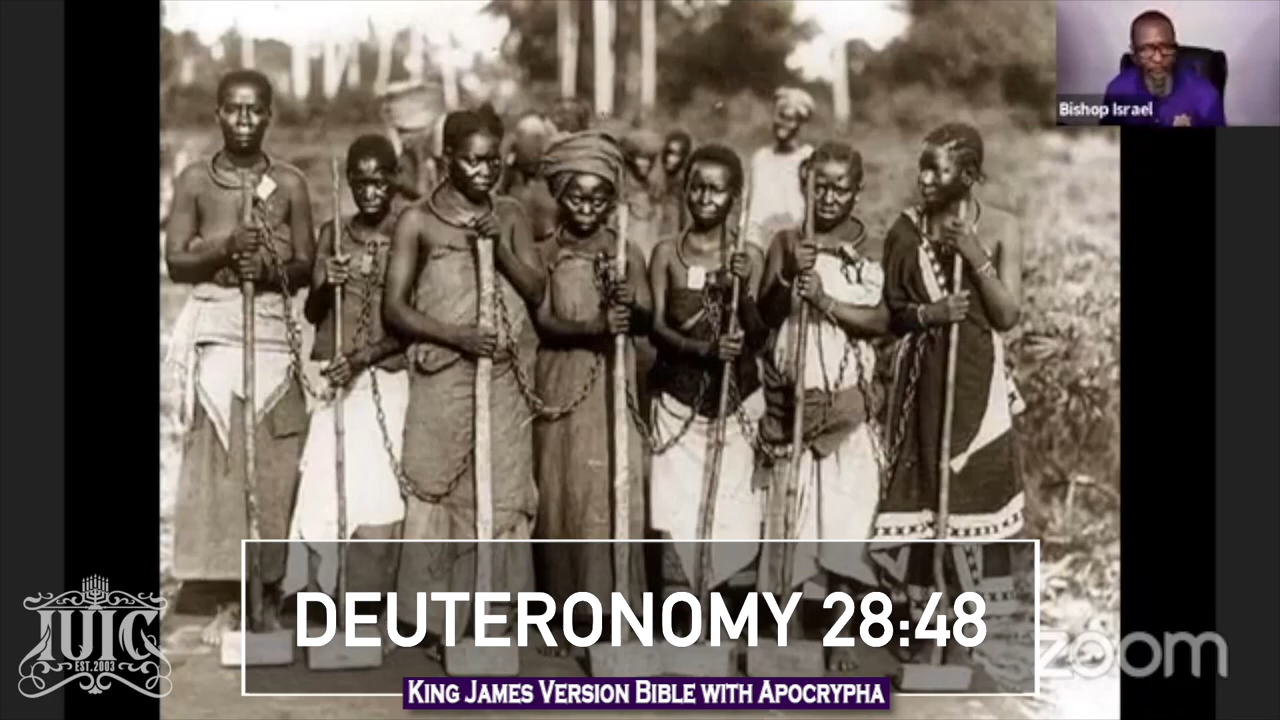 Bishop Israel
IUIC
EST. 2003
DEUTERONOMY 28:48
zoom
KING JAMES VERSION BIBLE WITH APOCRYPHA